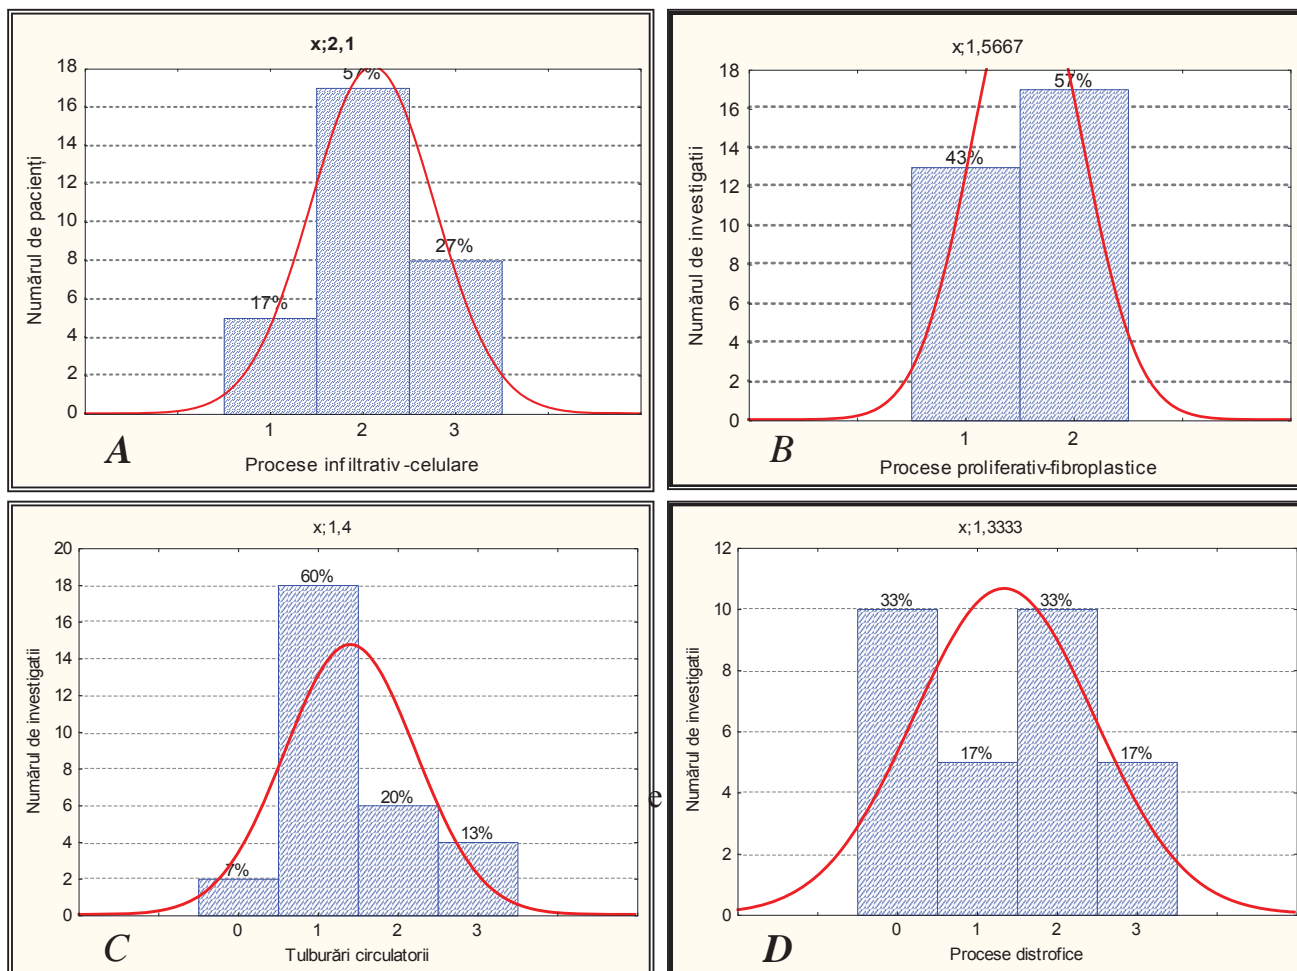 x;2,1
18
16
14
12
10
8
6
4
2
0
Numărul de pacienți
17%
57%
27%
1 2 3
A
Procese infiltrativ-celulare
x;1,5667
18
16
14
12
10
8
6
4
2
0
Numărul de investigatii
43%
57%
1 2
B
Procese proliferativ-fibroplastice
x;1,4
20
18
16
14
12
10
8
6
4
2
0
Numărul de investigatii
7%
60%
20%
13%
0 1 2 3
C
Tulburări circulatorii
e
x;1,3333
12
10
8
6
4
2
0
Numărul de investigatii
33%
17%
33%
17%
0 1 2 3
D
Procese distrofice